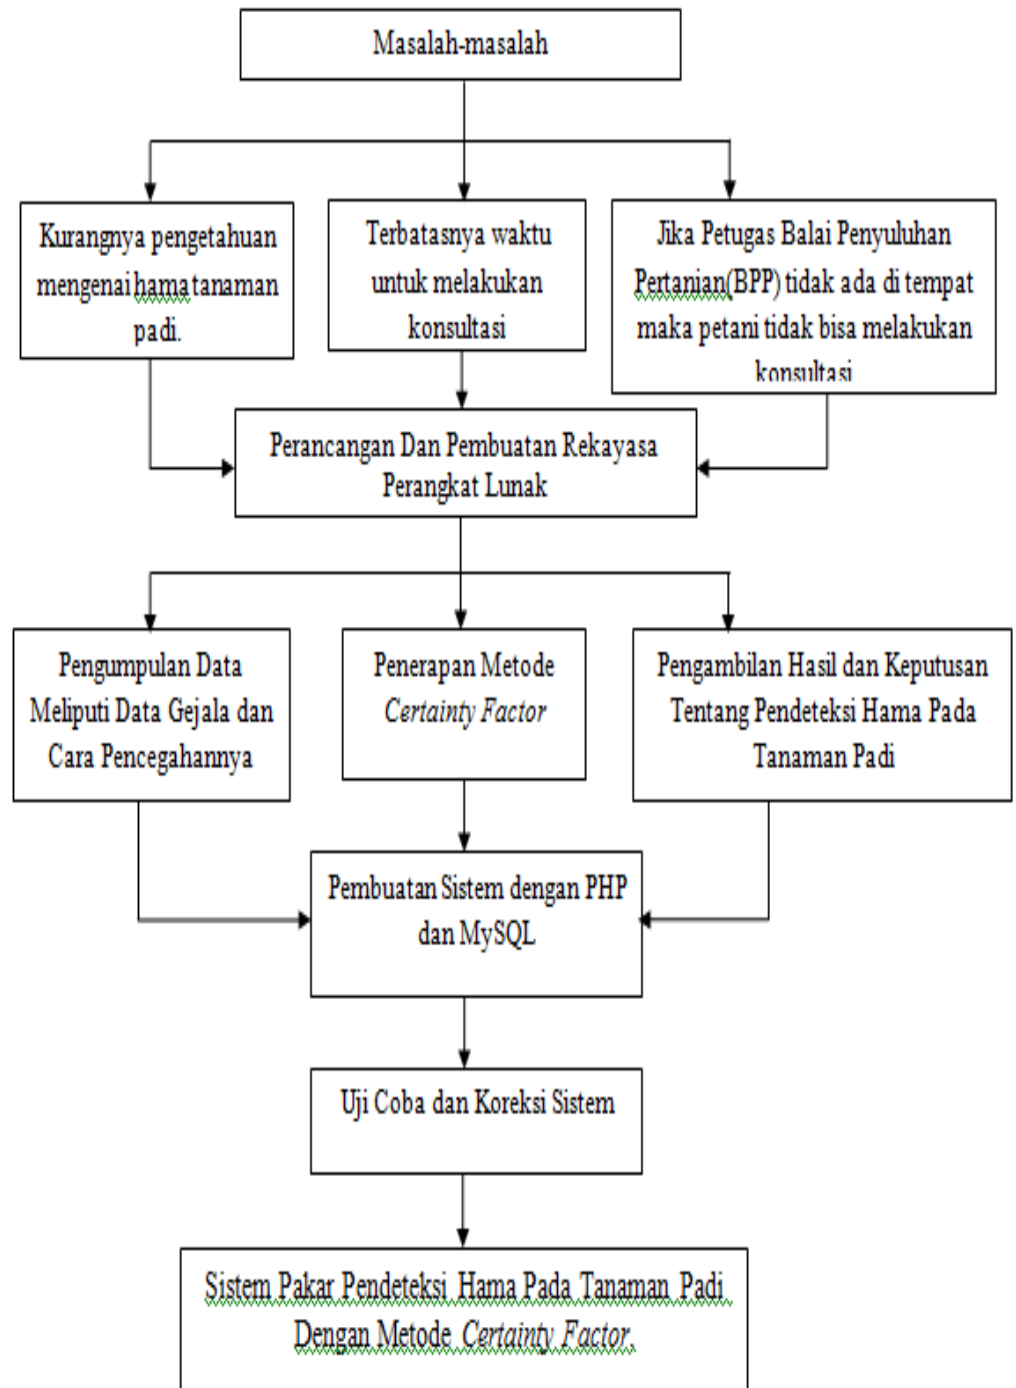 Masalah-masalah
Kurangnya pengetahuan
mengenai hama tanaman
padi.
Terbatasnya waktu
untuk melakukan
konsultasi
Jika Petugas Balai Penyuluhan
Pertanian(BPP) tidak ada di tempat
maka petani tidak bisa melakukan
konsultasi
Perancangan Dan Pembuatan Rekayasa
Perangkat Lunak
Pengumpulan Data
Meliputi Data Gejala dan
Cara Pencegahannya
Penerapan Metode
Certainty Factor
Pengambilan Hasil dan Keputusan
Tentang Pendeteksi Hama Pada
Tanaman Padi
Pembuatan Sistem dengan PHP
dan MySQL
Uji Coba dan Koreksi Sistem
Sistem Pakar Pendeteksi Hama Pada Tanaman Padi
Dengan Metode Certainty Factor.